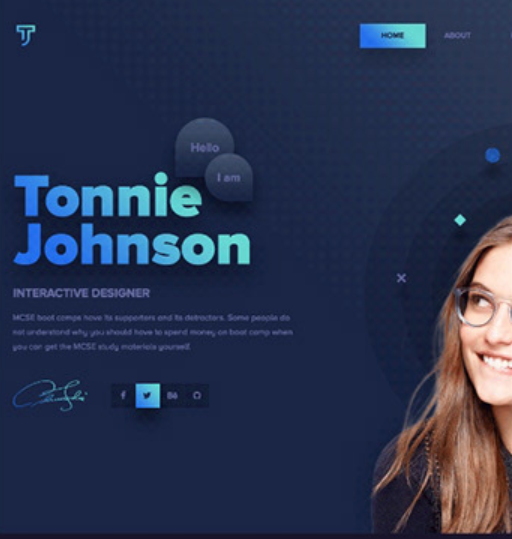 HOME
ABOUT
Hello
I am
Tonnie
Johnson
INTERACTIVE DESIGNER
MCSE boot camps have its supporters and its detractors. Some people do
not understand why you should have to spend money on boot camp when
you can get the MCSE study materials yourself.
Bē